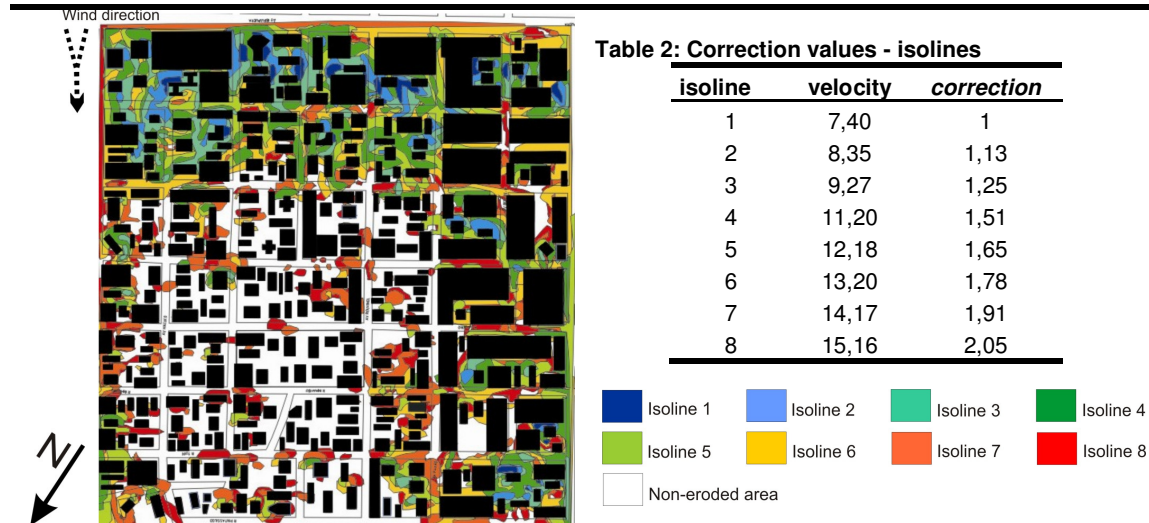 Wind direction
N
Table 2: Correction values - isolines
isoline velocity correction
1 7,40 1
2 8,35 1,13
3 9,27 1,25
4 11,20 1,51
5 12,18 1,65
6 13,20 1,78
7 14,17 1,91
8 15,16 2,05
Isoline 1 Isoline 2 Isoline 3 Isoline 4
Isoline 5 Isoline 6 Isoline 7 Isoline 8
Non-eroded area